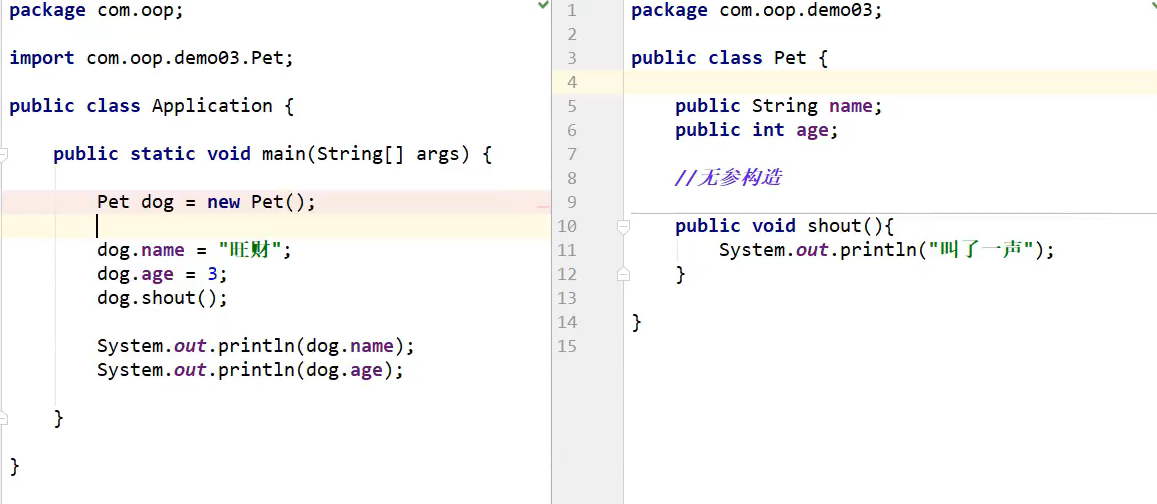 package com.oop;
import com.oop.demo03.Pet;
public class Application {
public static void main(String[] args) {
Pet dog = new Pet();
dog.name = "旺财";
dog.age = 3;
dog.shout();
System.out.println(dog.name);
System.out.println(dog.age);
}
}
1 package com.oop.demo03;
2
3 public class Pet {
4
5 public String name;
6 public int age;
7
8 //无参构造
9
10 public void shout(){
11 System.out.println("叫了一声");
12 }
13
14 }
15